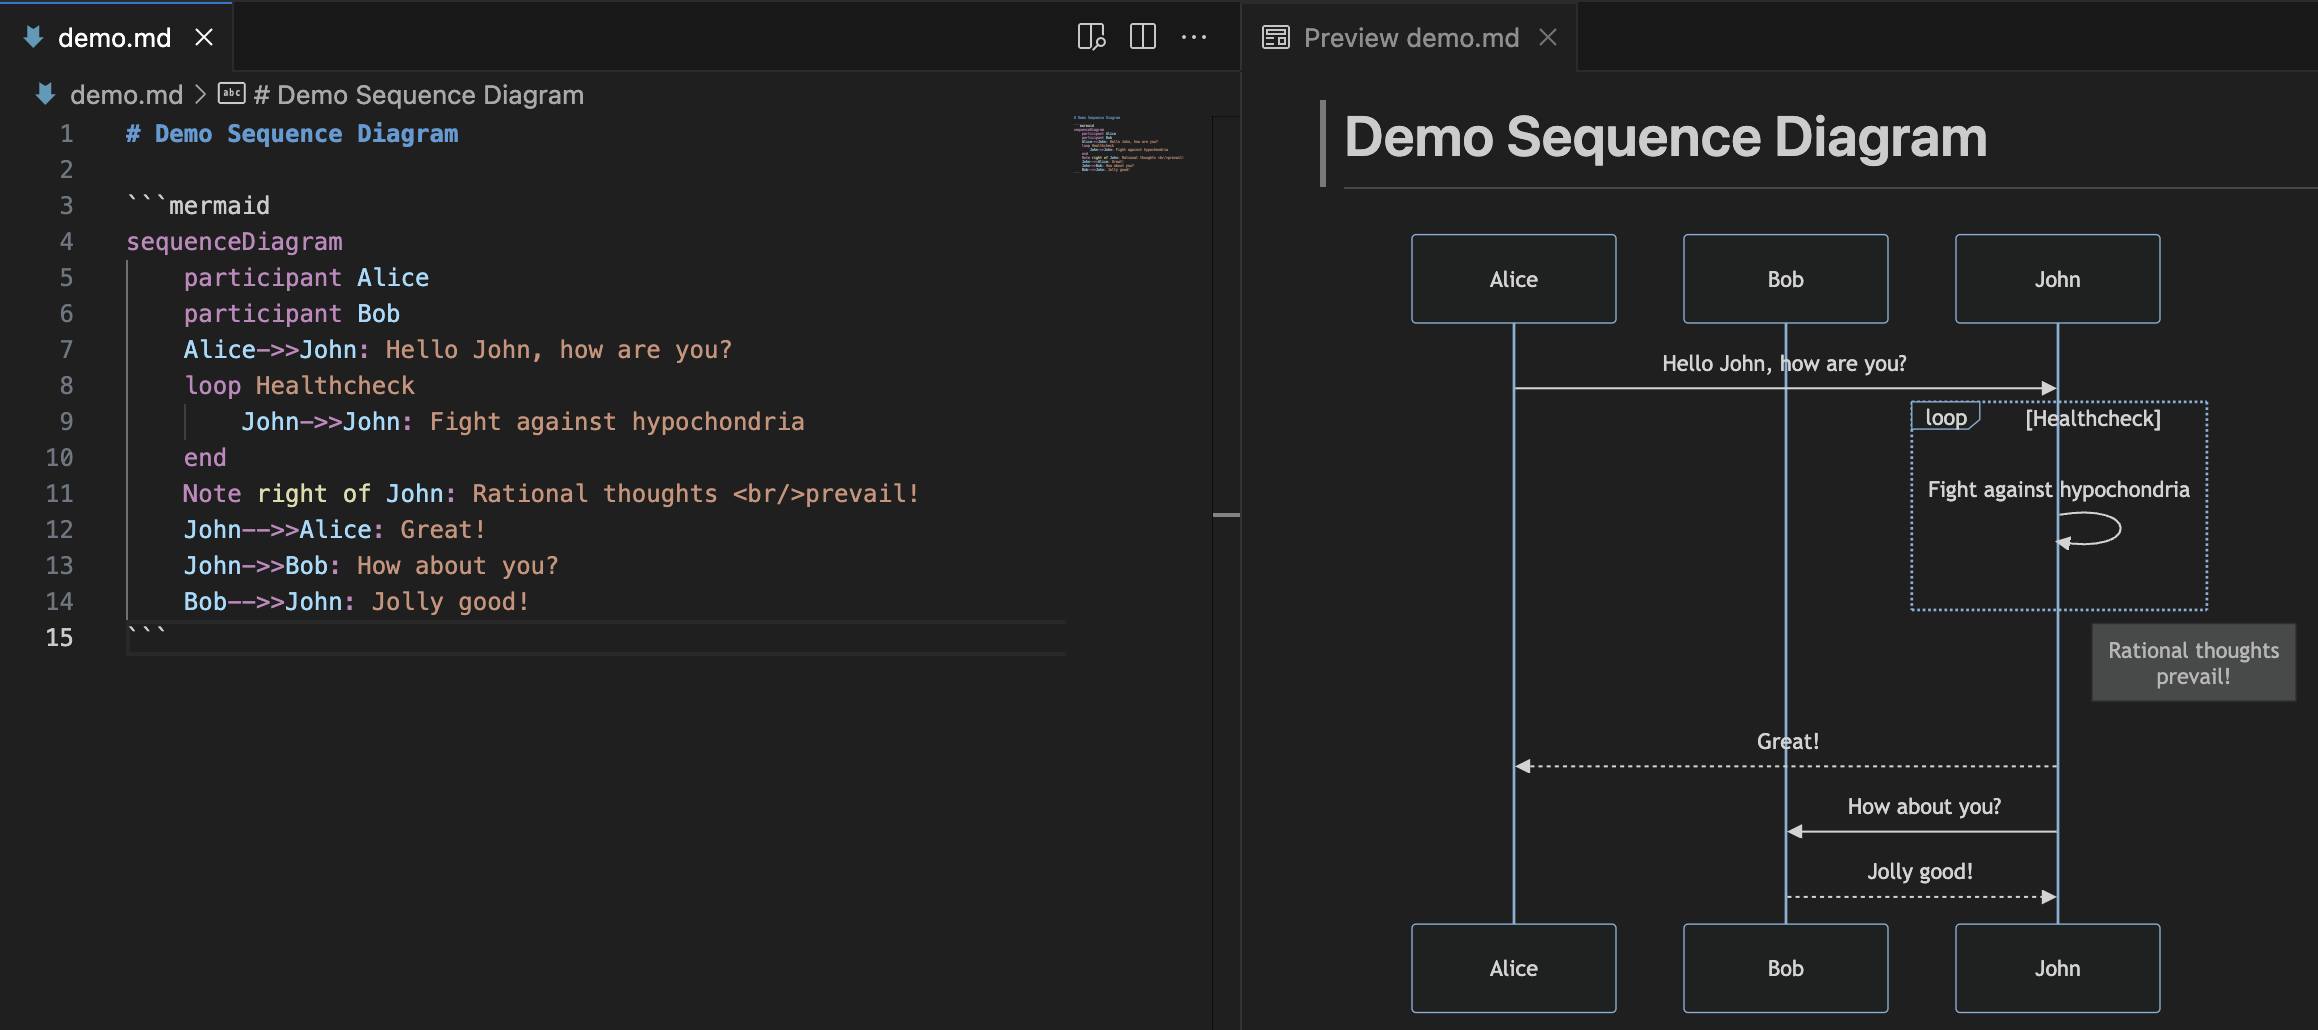 demo.md
demo.md > # Demo Sequence Diagram
1 # Demo Sequence Diagram
2
3 ```mermaid
4 sequenceDiagram
5 participant Alice
6 participant Bob
7 Alice->>John: Hello John, how are you?
8 loop Healthcheck
9 John->>John: Fight against hypochondria
10 end
11 Note right of John: Rational thoughts <br/>prevail!
12 John-->>Alice: Great!
13 John->>Bob: How about you?
14 Bob-->>John: Jolly good!
15 ```
Preview demo.md
Demo Sequence Diagram
Alice
Bob
John
Hello John, how are you?
loop
[Healthcheck]
Fight against hypochondria
Rational thoughts
prevail!
Great!
How about you?
Jolly good!
Alice
Bob
John